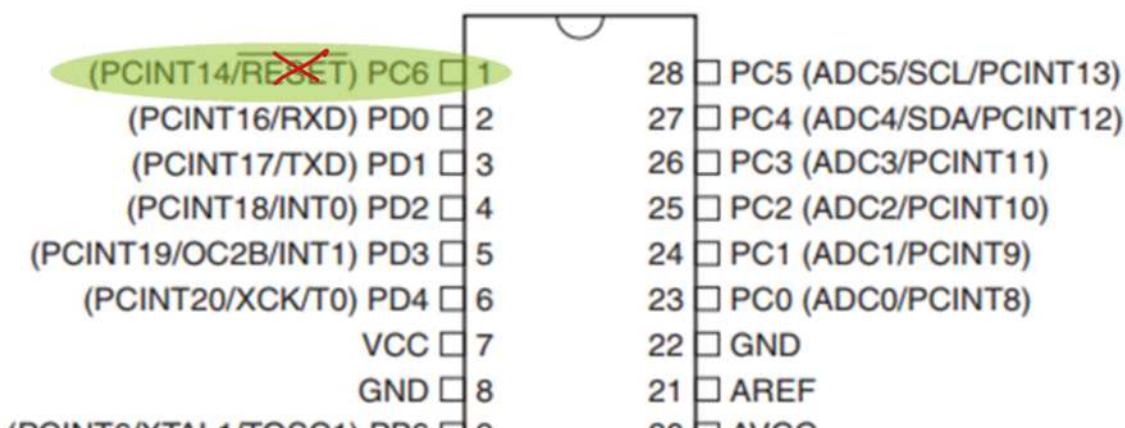 (PCINT14/RESET) PC6 1
(PCINT16/RXD) PD0 2
(PCINT17/TXD) PD1 3
(PCINT18/INT0) PD2 4
(PCINT19/OC2B/INT1) PD3 5
(PCINT20/XCK/T0) PD4 6
VCC 7
GND 8
28 PC5 (ADC5/SCL/PCINT13)
27 PC4 (ADC4/SDA/PCINT12)
26 PC3 (ADC3/PCINT11)
25 PC2 (ADC2/PCINT10)
24 PC1 (ADC1/PCINT9)
23 PC0 (ADC0/PCINT8)
22 GND
21 AREF